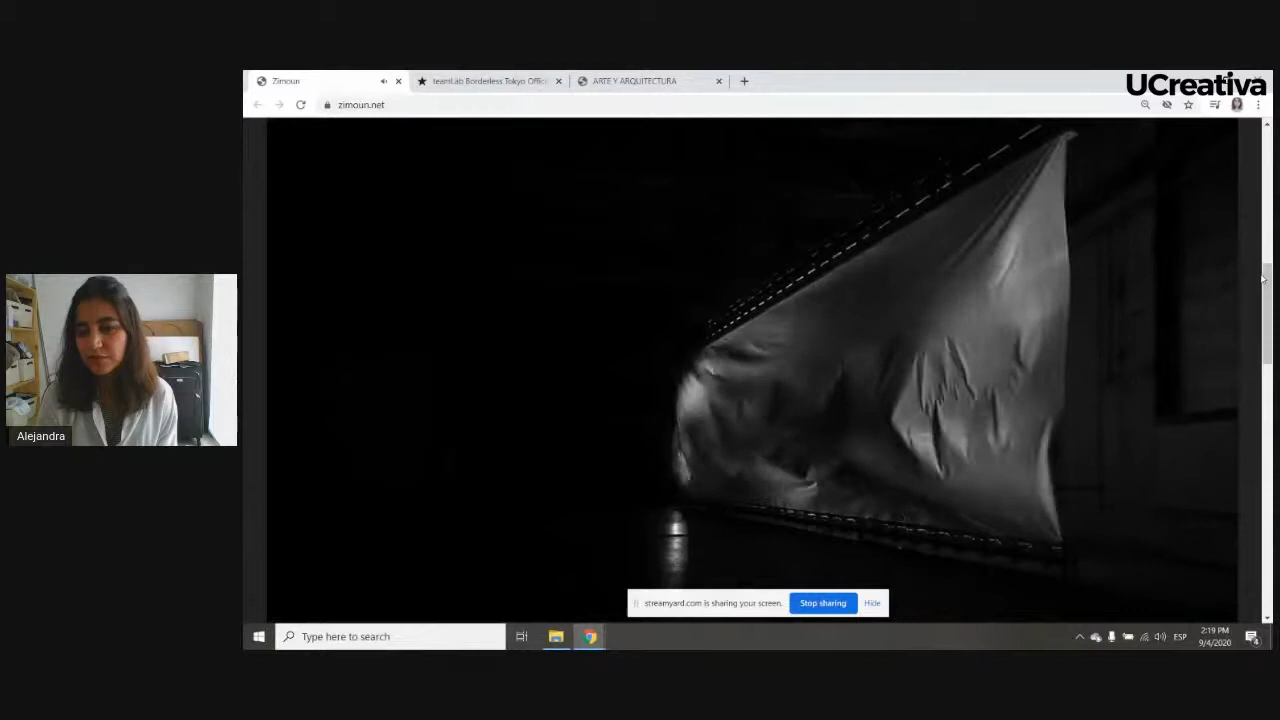 UCreativa
Zimoun
teamLab Borderless Tokyo Offic
ARTE Y ARQUITECTURA
zimoun.net
Alejandra
streamyard.com is sharing your screen.
Stop sharing
Hide
Type here to search
ESP
2:19 PM
9/4/2020